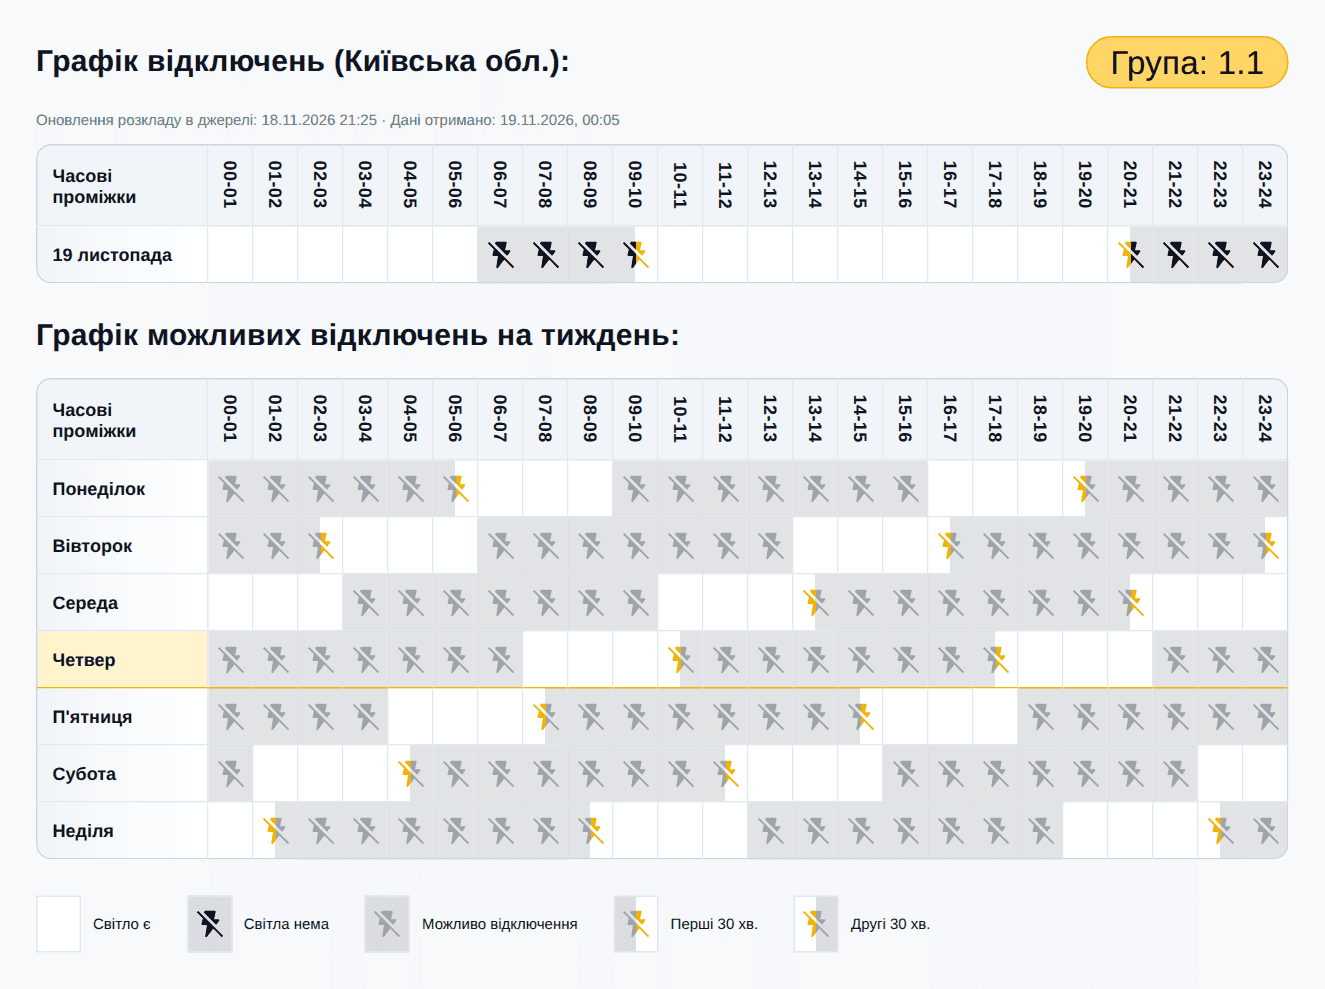 Графік відключень (Київська обл.):
Група: 1.1
Оновлення розкладу в джерелі: 18.11.2026 21:25 · Дані отримано: 19.11.2026, 00:05
Часові проміжки 00-01 01-02 02-03 03-04 04-05 05-06 06-07 07-08 08-09 09-10 10-11 11-12 12-13 13-14 14-15 15-16 16-17 17-18 18-19 19-20 20-21 21-22 22-23 23-24
19 листопада
Графік можливих відключень на тиждень:
Часові проміжки 00-01 01-02 02-03 03-04 04-05 05-06 06-07 07-08 08-09 09-10 10-11 11-12 12-13 13-14 14-15 15-16 16-17 17-18 18-19 19-20 20-21 21-22 22-23 23-24
Понеділок
Вівторок
Середа
Четвер
П'ятниця
Субота
Неділя
Світло є Світла нема Можливо відключення Перші 30 хв. Другі 30 хв.